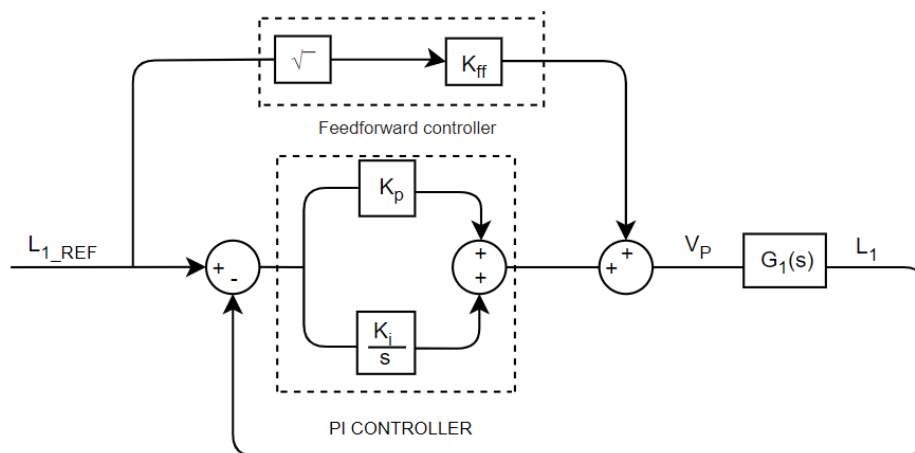 √
K_ff
Feedforward controller
K_p
L_1_REF
+
-
+
+
+
+
V_P
G_1(s)
L_1
K_i
s
PI CONTROLLER